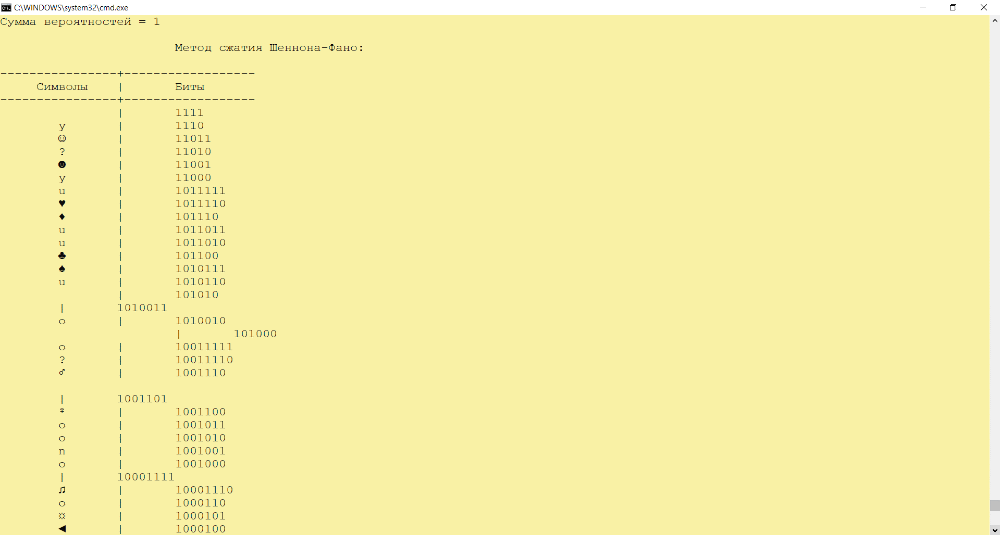 C:\WINDOWS\system32\cmd.exe
Сумма вероятностей = 1
Метод сжатия Шеннона-Фано:
----------------+------------------
Символы | Биты
----------------+------------------
| 1111
y | 1110
☺ | 11011
? | 11010
☻ | 11001
y | 11000
u | 1011111
♥ | 1011110
♦ | 101110
u | 1011011
u | 1011010
♣ | 101100
♠ | 1010111
u | 1010110
| 101010
| 1010011
o | 1010010
| 101000
o | 10011111
? | 10011110
♂ | 1001110
| 1001101
♀ | 1001100
o | 1001011
o | 1001010
n | 1001001
o | 1001000
| 10001111
♫ | 10001110
o | 1000110
☼ | 1000101
◄ | 1000100